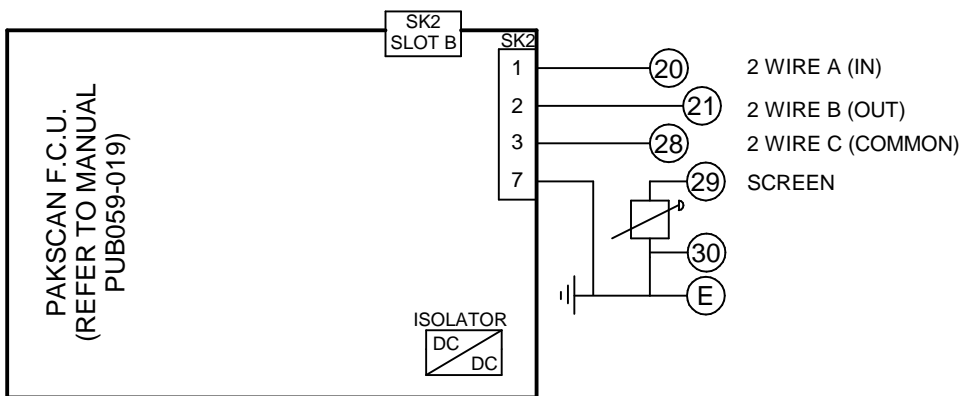 SK2
SLOT B
SK2
1
20
2 WIRE A (IN)
2
21
2 WIRE B (OUT)
3
28
2 WIRE C (COMMON)
7
29
SCREEN
30
E
PAKSCAN F.C.U.
(REFER TO MANUAL
PUB059-019)
ISOLATOR
DC
DC